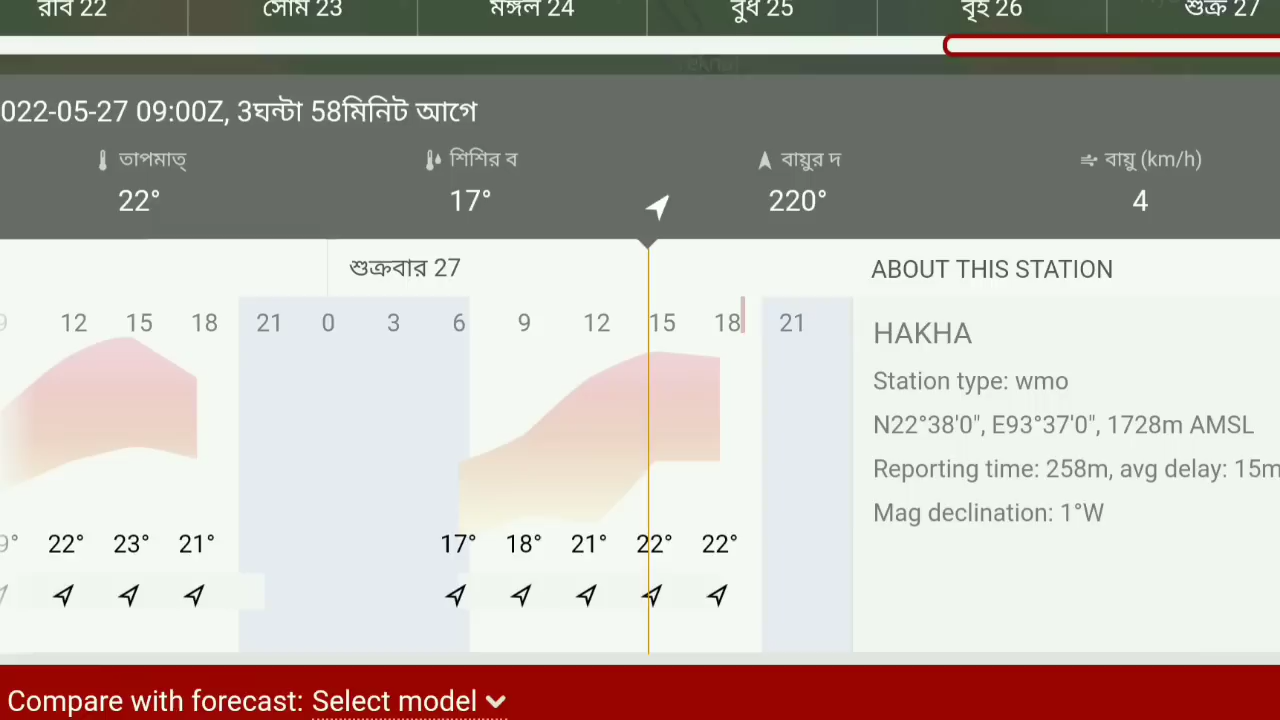 রবি 22 সোম 23 মঙ্গল 24 বুধ 25 বৃহ 26 শুক্র 27
022-05-27 09:00Z, 3ঘন্টা 58মিনিট আগে
তাপমাত্ শিশির ব বায়ুর দ বায়ু (km/h)
22° 17° 220° 4
শুক্রবার 27 ABOUT THIS STATION
9 12 15 18 21 0 3 6 9 12 15 18 21
HAKHA
Station type: wmo
N22°38'0", E93°37'0", 1728m AMSL
Reporting time: 258m, avg delay: 15m
Mag declination: 1°W
9° 22° 23° 21° 17° 18° 21° 22° 22°
Compare with forecast: Select model